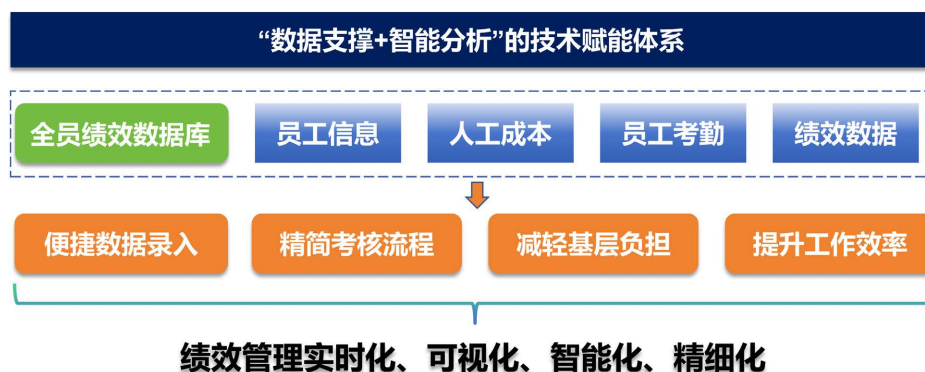 “数据支撑+智能分析”的技术赋能体系
全员绩效数据库 员工信息 人工成本 员工考勤 绩效数据
便捷数据录入 精简考核流程 减轻基层负担 提升工作效率
绩效管理实时化、可视化、智能化、精细化